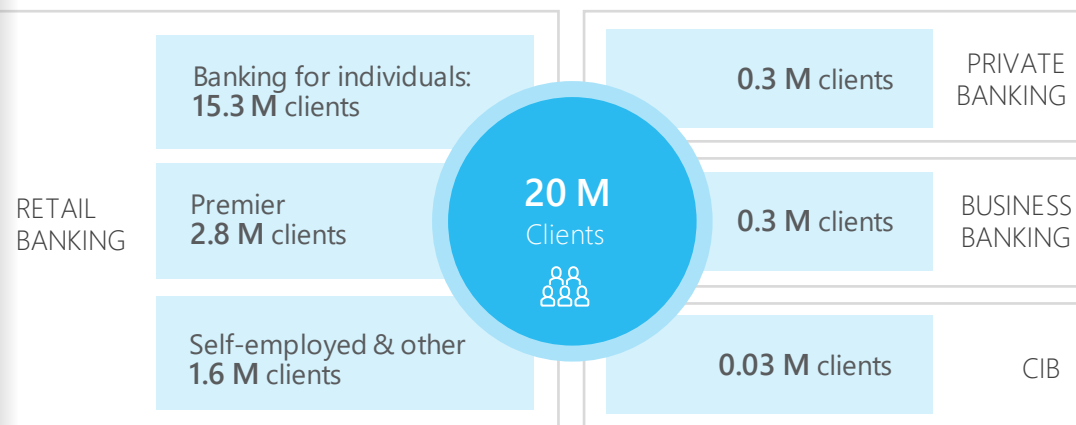 RETAIL
BANKING
Banking for individuals:
15.3 M clients
Premier
2.8 M clients
Self-employed & other
1.6 M clients
20 M
Clients
0.3 M clients
PRIVATE
BANKING
0.3 M clients
BUSINESS
BANKING
0.03 M clients
CIB